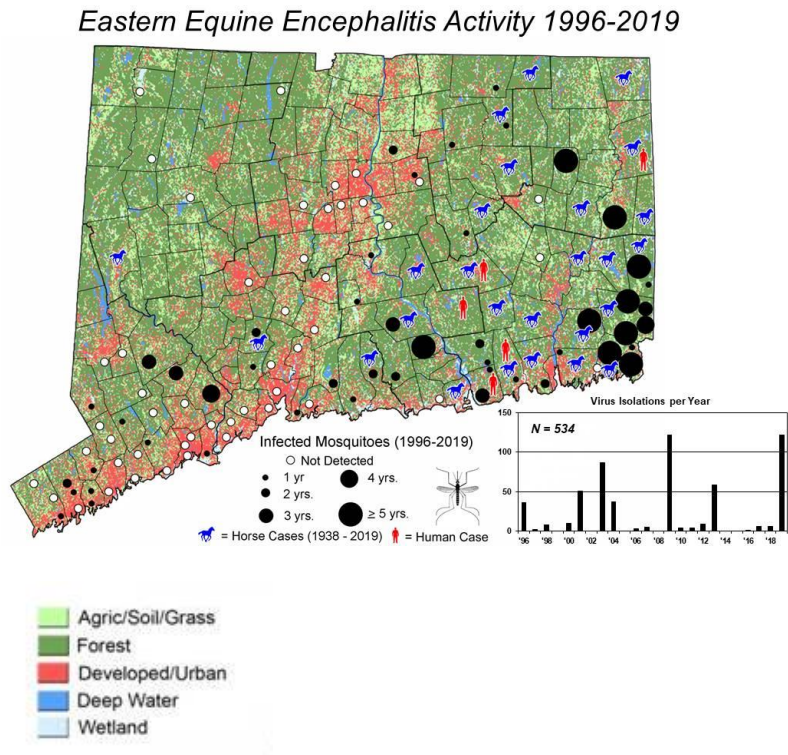 Eastern Equine Encephalitis Activity 1996-2019
Virus Isolations per Year
Infected Mosquitoes (1996-2019)
Not Detected
1 yr
2 yrs.
3 yrs.
4 yrs.
≥ 5 yrs.
= Horse Cases (1938 - 2019)
= Human Case
N = 534
150
100
50
0
'96 '98 '00 '02 '04 '06 '08 '10 '12 '14 '16 '18
Agric/Soil/Grass
Forest
Developed/Urban
Deep Water
Wetland